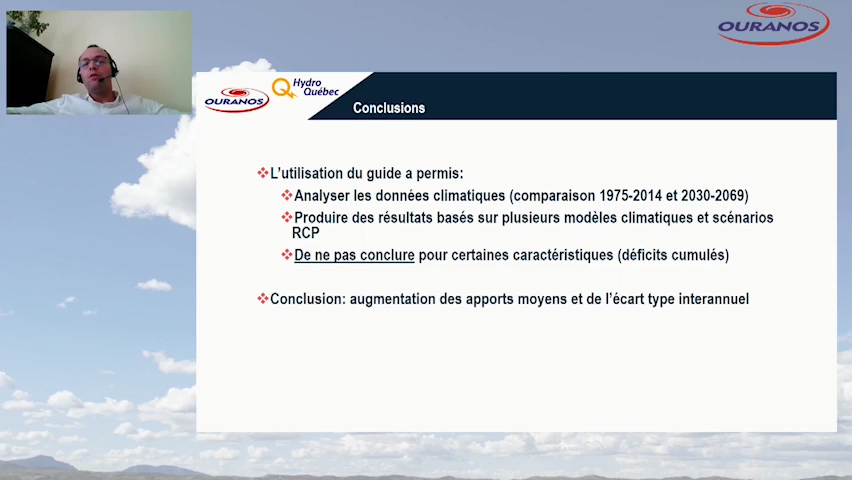 OURANOS
OURANOS
Hydro
Québec
Conclusions
L'utilisation du guide a permis:
Analyser les données climatiques (comparaison 1975-2014 et 2030-2069)
Produire des résultats basés sur plusieurs modèles climatiques et scénarios
RCP
De ne pas conclure pour certaines caractéristiques (déficits cumulés)
Conclusion: augmentation des apports moyens et de l'écart type interannuel